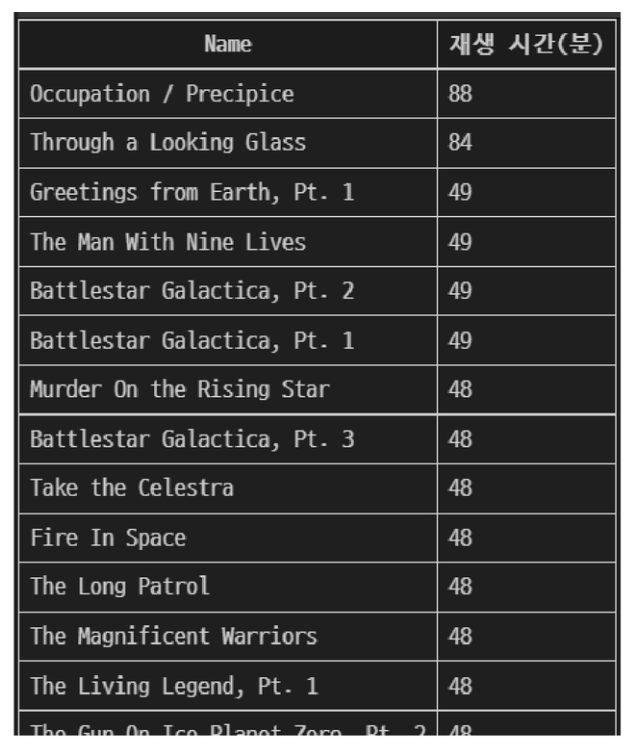 Name 재생 시간(분)
Occupation / Precipice 88
Through a Looking Glass 84
Greetings from Earth, Pt. 1 49
The Man With Nine Lives 49
Battlestar Galactica, Pt. 2 49
Battlestar Galactica, Pt. 1 49
Murder On the Rising Star 48
Battlestar Galactica, Pt. 3 48
Take the Celestra 48
Fire In Space 48
The Long Patrol 48
The Magnificent Warriors 48
The Living Legend, Pt. 1 48
The Gun On Ice Planet Zero, Pt. 2 48